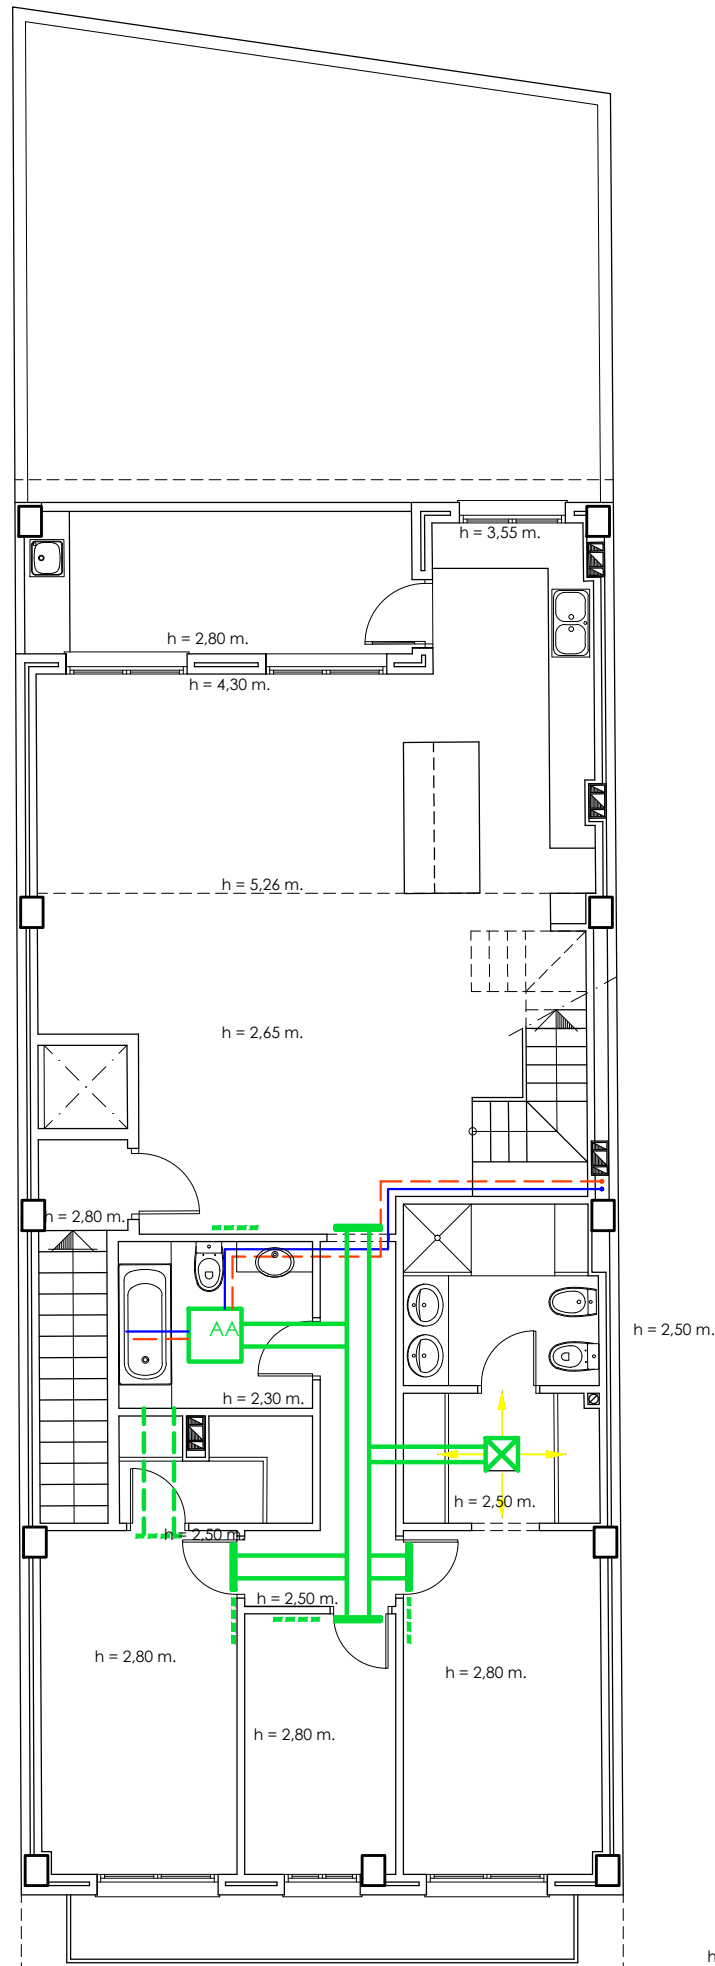 h = 3,55 m.
h = 2,80 m.
h = 4,30 m.
h = 5,26 m.
h = 2,65 m.
h = 2,80 m.
AA
h = 2,50 m.
h = 2,30 m.
h = 2,50 m.
h = 2,50 m
h = 2,50 m.
h = 2,80 m.
h = 2,80 m.
h = 2,80 m.
h